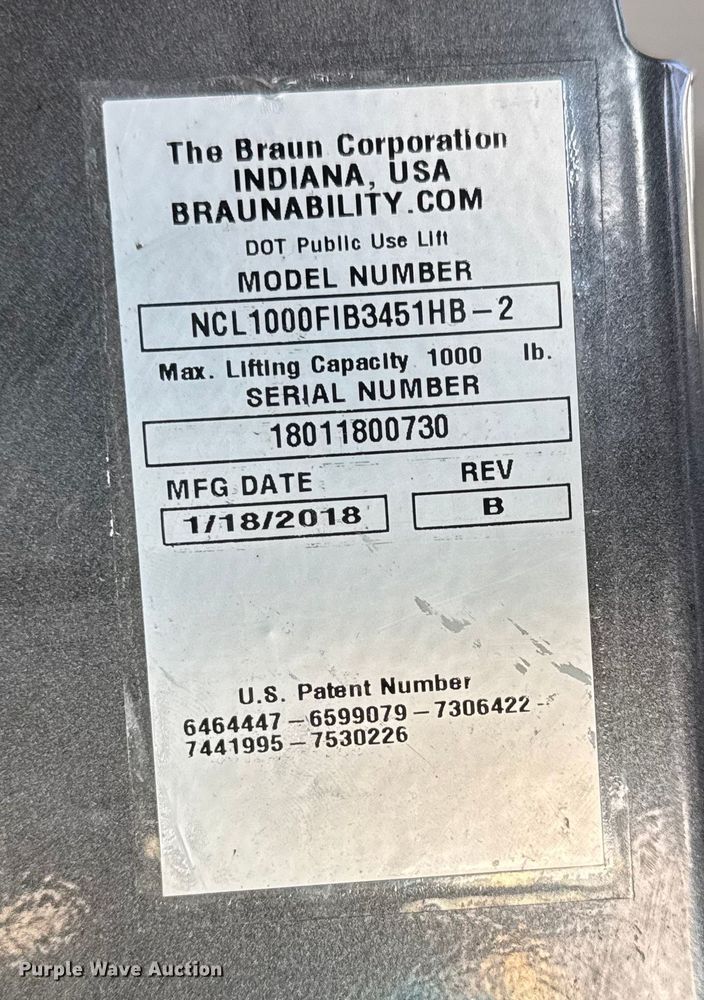 The Braun Corporation
INDIANA, USA
BRAUNABILITY.COM
DOT Public Use Lift
MODEL NUMBER
NCL1000FIB3451HB-2
Max. Lifting Capacity 1000 lb.
SERIAL NUMBER
18011800730
MFG DATE REV
1/18/2018 B
U.S. Patent Number
6464447-6599079-7306422-
7441995-7530226
Purple Wave Auction